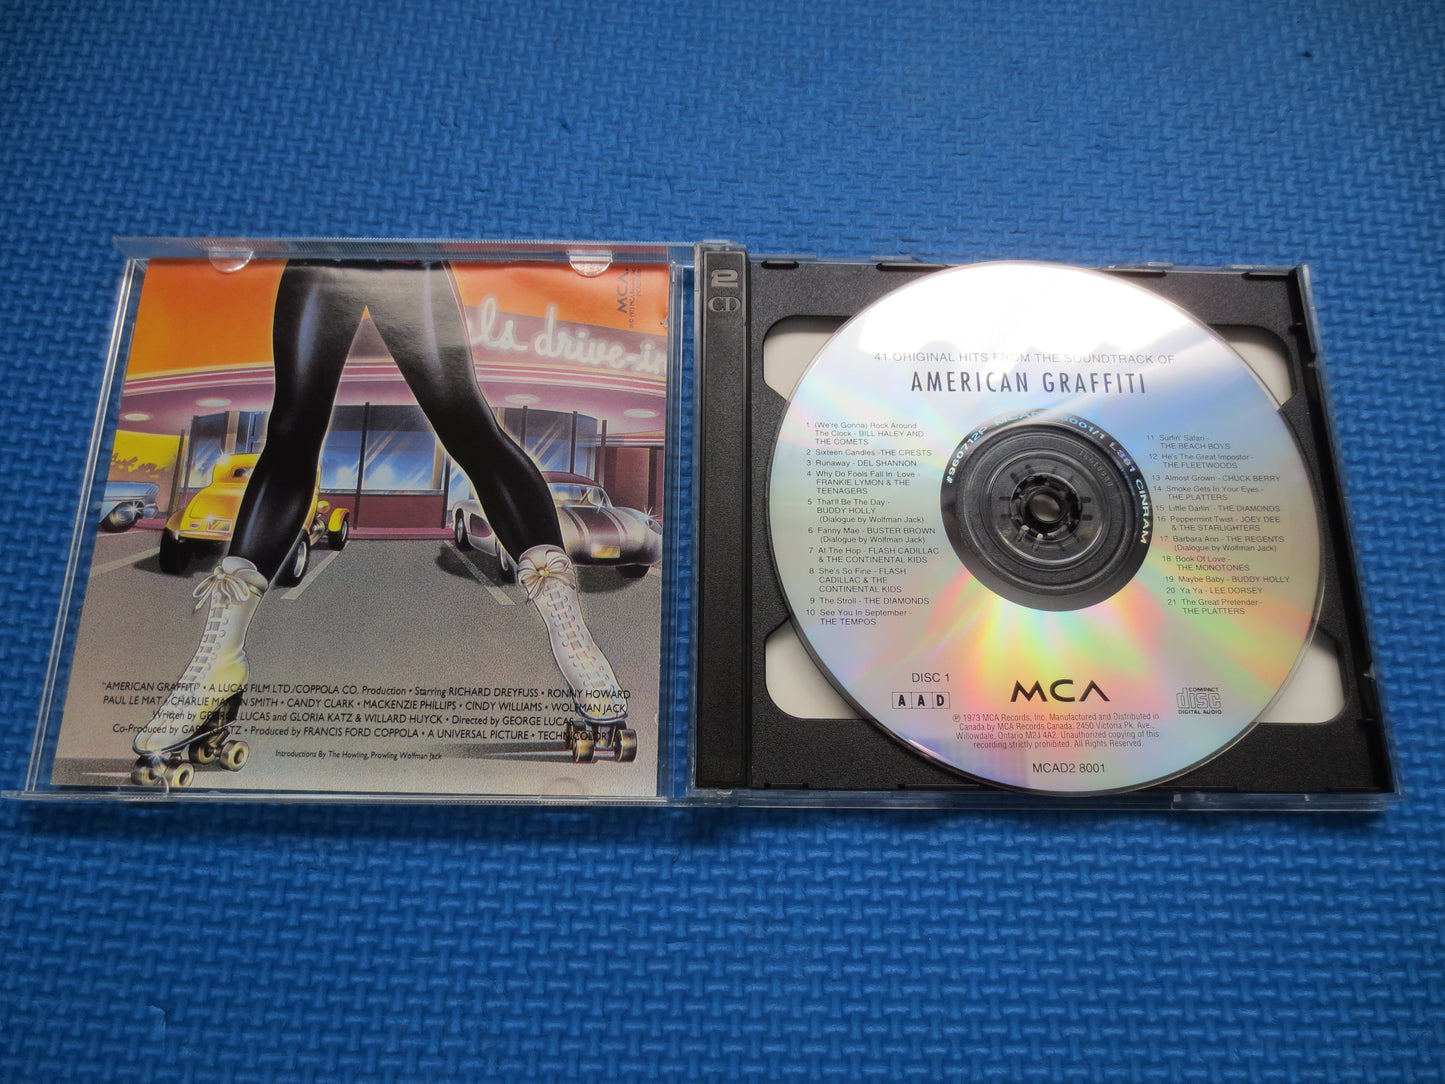 MCA
als drive-in
"AMERICAN GRAFFITI" • A LUCAS FILM LTD./COPPOLA CO. Production • Starring RICHARD DREYFUSS • RONNY HOWARD
PAUL LE MAT • CHARLIE MARTIN SMITH • CANDY CLARK • MACKENZIE PHILLIPS • CINDY WILLIAMS • WOLFMAN JACK
Written by GEORGE LUCAS and GLORIA KATZ & WILLARD HUYCK • Directed by GEORGE LUCAS
Co-Produced by GARY KURTZ • Produced by FRANCIS FORD COPPOLA • A UNIVERSAL PICTURE • TECHNICOLOR
Introductions By The Howling, Prowling Wolfman Jack
2
CD
41 ORIGINAL HITS FROM THE SOUNDTRACK OF
AMERICAN GRAFFITI
1 (We're Gonna) Rock Around
The Clock - BILL HALEY AND
THE COMETS
2 Sixteen Candles - THE CRESTS
3 Runaway - DEL SHANNON
4 Why Do Fools Fall In Love -
FRANKIE LYMON & THE
TEENAGERS
5 That'll Be The Day -
BUDDY HOLLY
(Dialogue by Wolfman Jack)
6 Fanny Mae - BUSTER BROWN
(Dialogue by Wolfman Jack)
7 At The Hop - FLASH CADILLAC
& THE CONTINENTAL KIDS
8 She's So Fine - FLASH
CADILLAC & THE
CONTINENTAL KIDS
9 The Stroll - THE DIAMONDS
10 See You In September -
THE TEMPOS
11 Surfin' Safari -
THE BEACH BOYS
12 He's The Great Impostor -
THE FLEETWOODS
13 Almost Grown - CHUCK BERRY
14 Smoke Gets In Your Eyes -
THE PLATTERS
15 Little Darlin' - THE DIAMONDS
16 Peppermint Twist - JOEY DEE
& THE STARLIGHTERS
17 Barbara Ann - THE REGENTS
(Dialogue by Wolfman Jack)
18 Book Of Love -
THE MONOTONES
19 Maybe Baby - BUDDY HOLLY
20 Ya Ya - LEE DORSEY
21 The Great Pretender -
THE PLATTERS
CINRAM
DISC 1
AAD
MCA
COMPACT
disc
DIGITAL AUDIO
℗ 1973 MCA Records, Inc. Manufactured and Distributed in
Canada by MCA Records Canada, 2450 Victoria Pk. Ave.
Willowdale, Ontario M2J 4A2. Unauthorized copying of this
recording strictly prohibited. All Rights Reserved.
MCAD2 8001